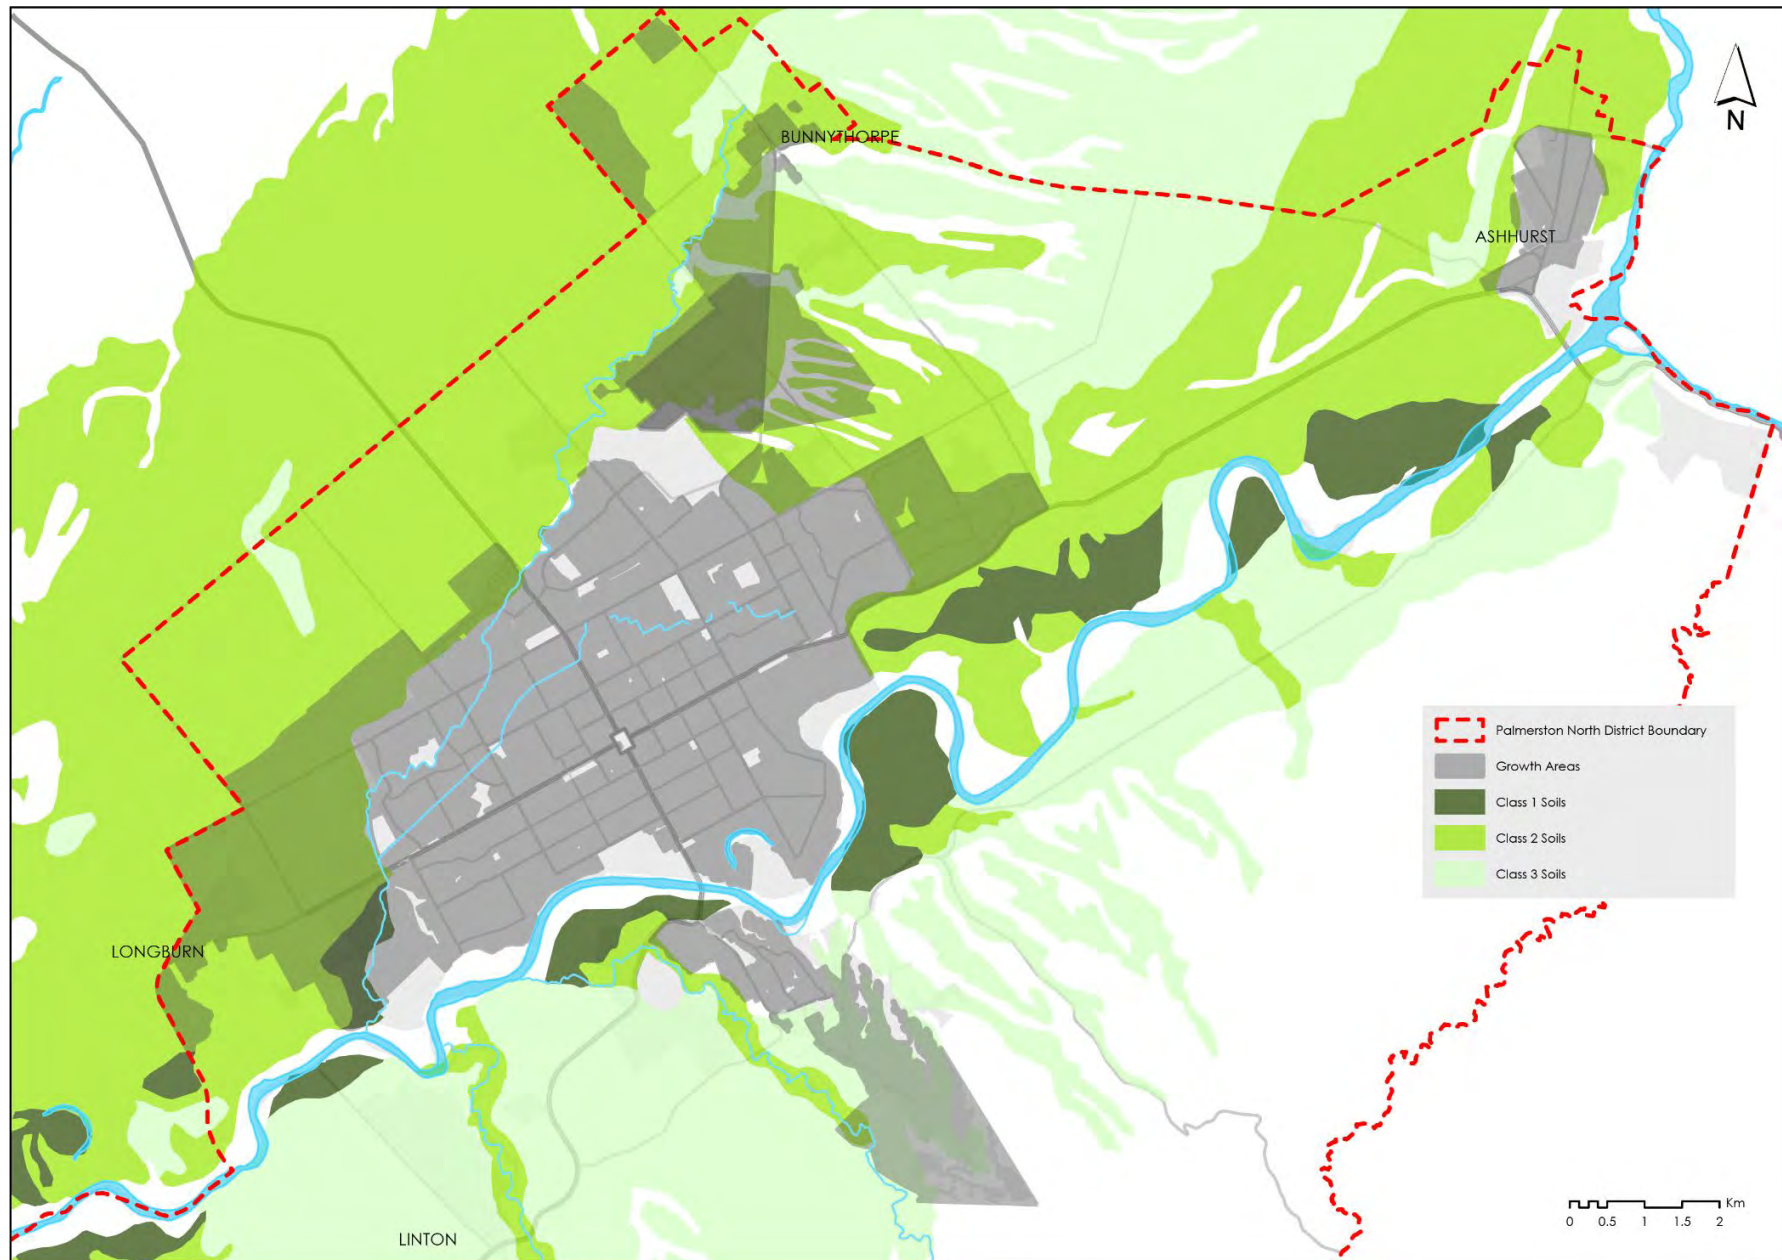 N
BUNNYTHORPE
ASHHURST
LONGBURN
LINTON
Palmerston North District Boundary
Growth Areas
Class 1 Soils
Class 2 Soils
Class 3 Soils
Km
0 0.5 1 1.5 2